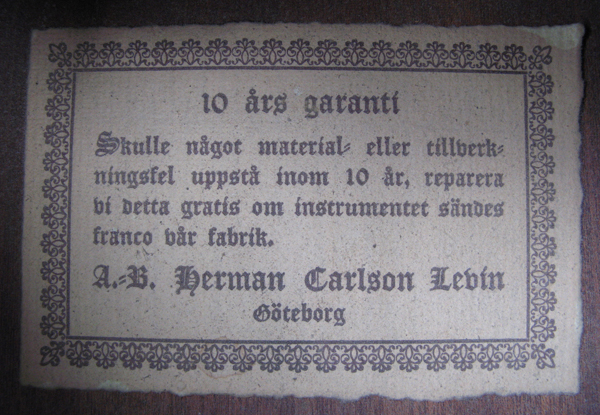 10 års garanti
Skulle något material- eller tillverk-
ningsfel uppstå inom 10 år, reparera
vi detta gratis om instrumentet sändes
franco vår fabrik.
A.-B. Herman Carlson Levin
Göteborg